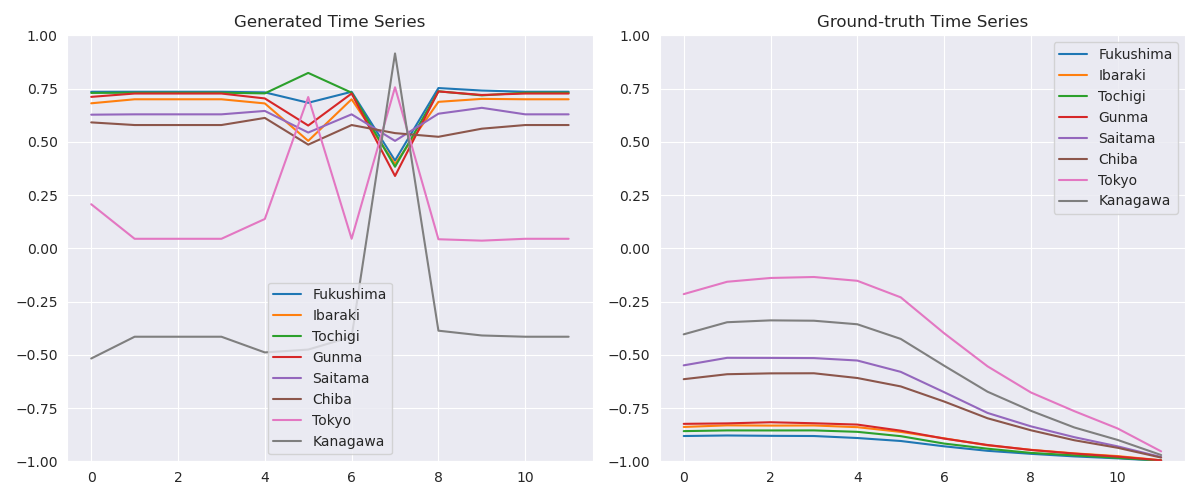 Generated Time Series
1.00
0.75
0.50
0.25
0.00
−0.25
−0.50
−0.75
−1.00
0 2 4 6 8 10
Fukushima
Ibaraki
Tochigi
Gunma
Saitama
Chiba
Tokyo
Kanagawa
Ground-truth Time Series
1.00
0.75
0.50
0.25
0.00
−0.25
−0.50
−0.75
−1.00
0 2 4 6 8 10
Fukushima
Ibaraki
Tochigi
Gunma
Saitama
Chiba
Tokyo
Kanagawa